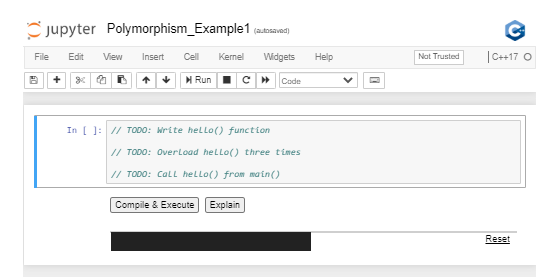 jupyter Polymorphism_Example1 (autosaved)
File Edit View Insert Cell Kernel Widgets Help Not Trusted C++17
Run Code
In [ ]: // TODO: Write hello() function
// TODO: Overload hello() three times
// TODO: Call hello() from main()
Compile & Execute Explain
Reset